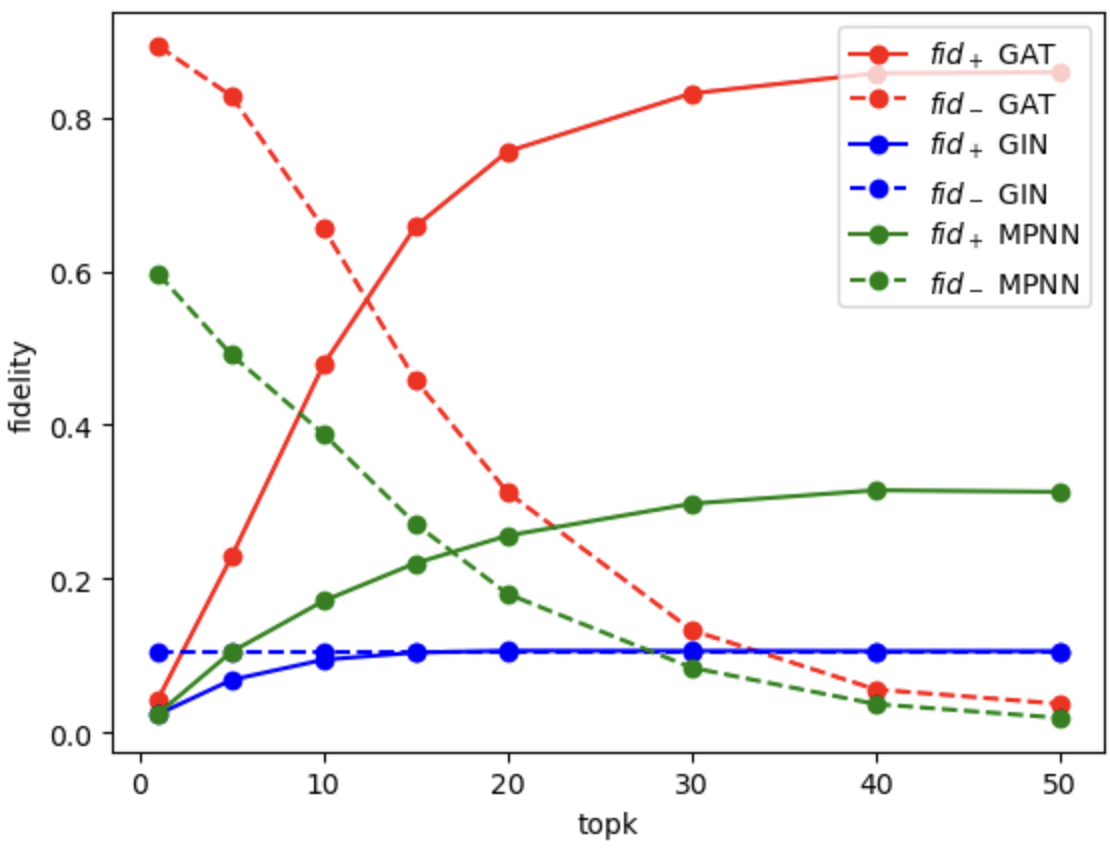 fid+ GAT
fid− GAT
fid+ GIN
fid− GIN
fid+ MPNN
fid− MPNN
fidelity
0.8
0.6
0.4
0.2
0.0
0 10 20 30 40 50
topk